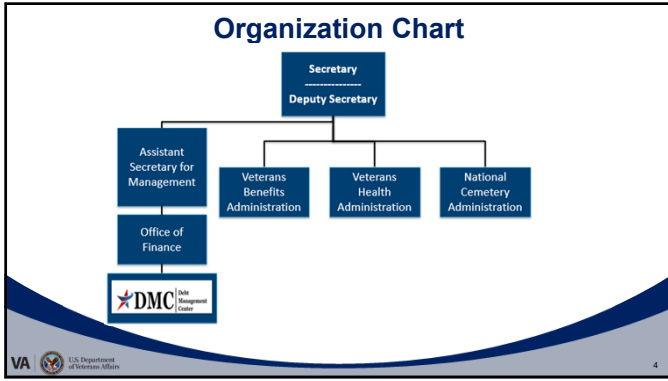 Organization Chart
Secretary
---------------
Deputy Secretary
Assistant
Secretary for
Management
Veterans
Benefits
Administration
Veterans
Health
Administration
National
Cemetery
Administration
Office of
Finance
DMC
Debt
Management
Center
VA
U.S. Department
of Veterans Affairs
4